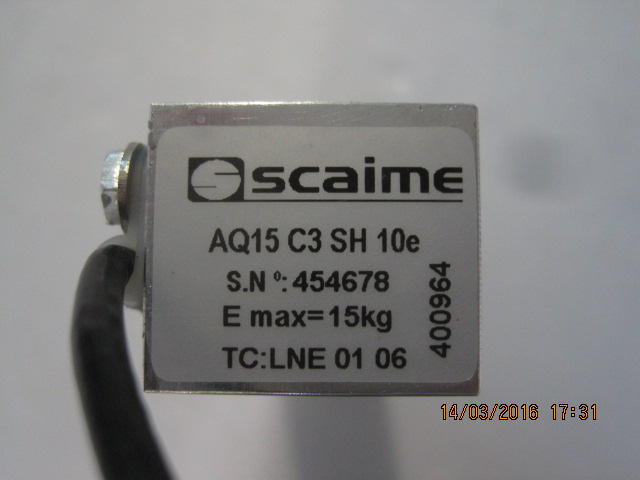 scaime
AQ15 C3 SH 10e
S.N º: 454678
E max=15kg
TC:LNE 01 06
400964
14/03/2016 17:31